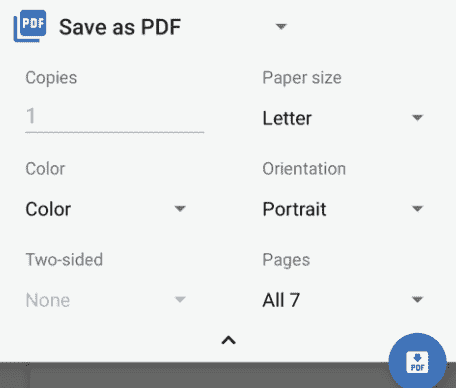 PDF Save as PDF
Copies Paper size
1 Letter
Color Orientation
Color Portrait
Two-sided Pages
None All 7
PDF